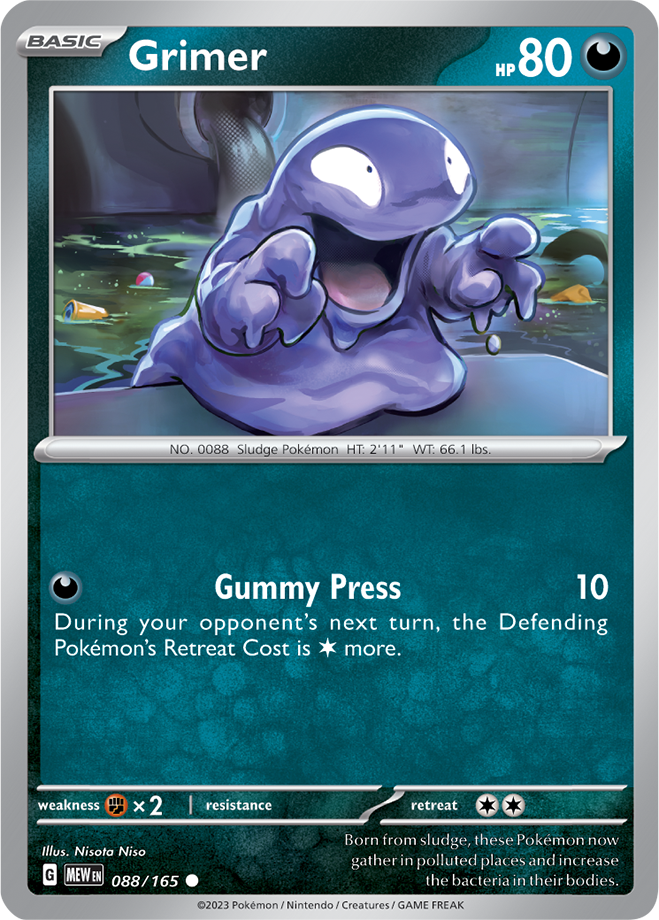 BASIC Grimer HP 80
NO. 0088 Sludge Pokémon HT: 2'11" WT: 66.1 lbs.
Gummy Press 10
During your opponent's next turn, the Defending
Pokémon's Retreat Cost is more.
weakness ×2 resistance retreat
Illus. Nisota Niso
G MEW EN 088/165
Born from sludge, these Pokémon now
gather in polluted places and increase
the bacteria in their bodies.
©2023 Pokémon / Nintendo / Creatures / GAME FREAK